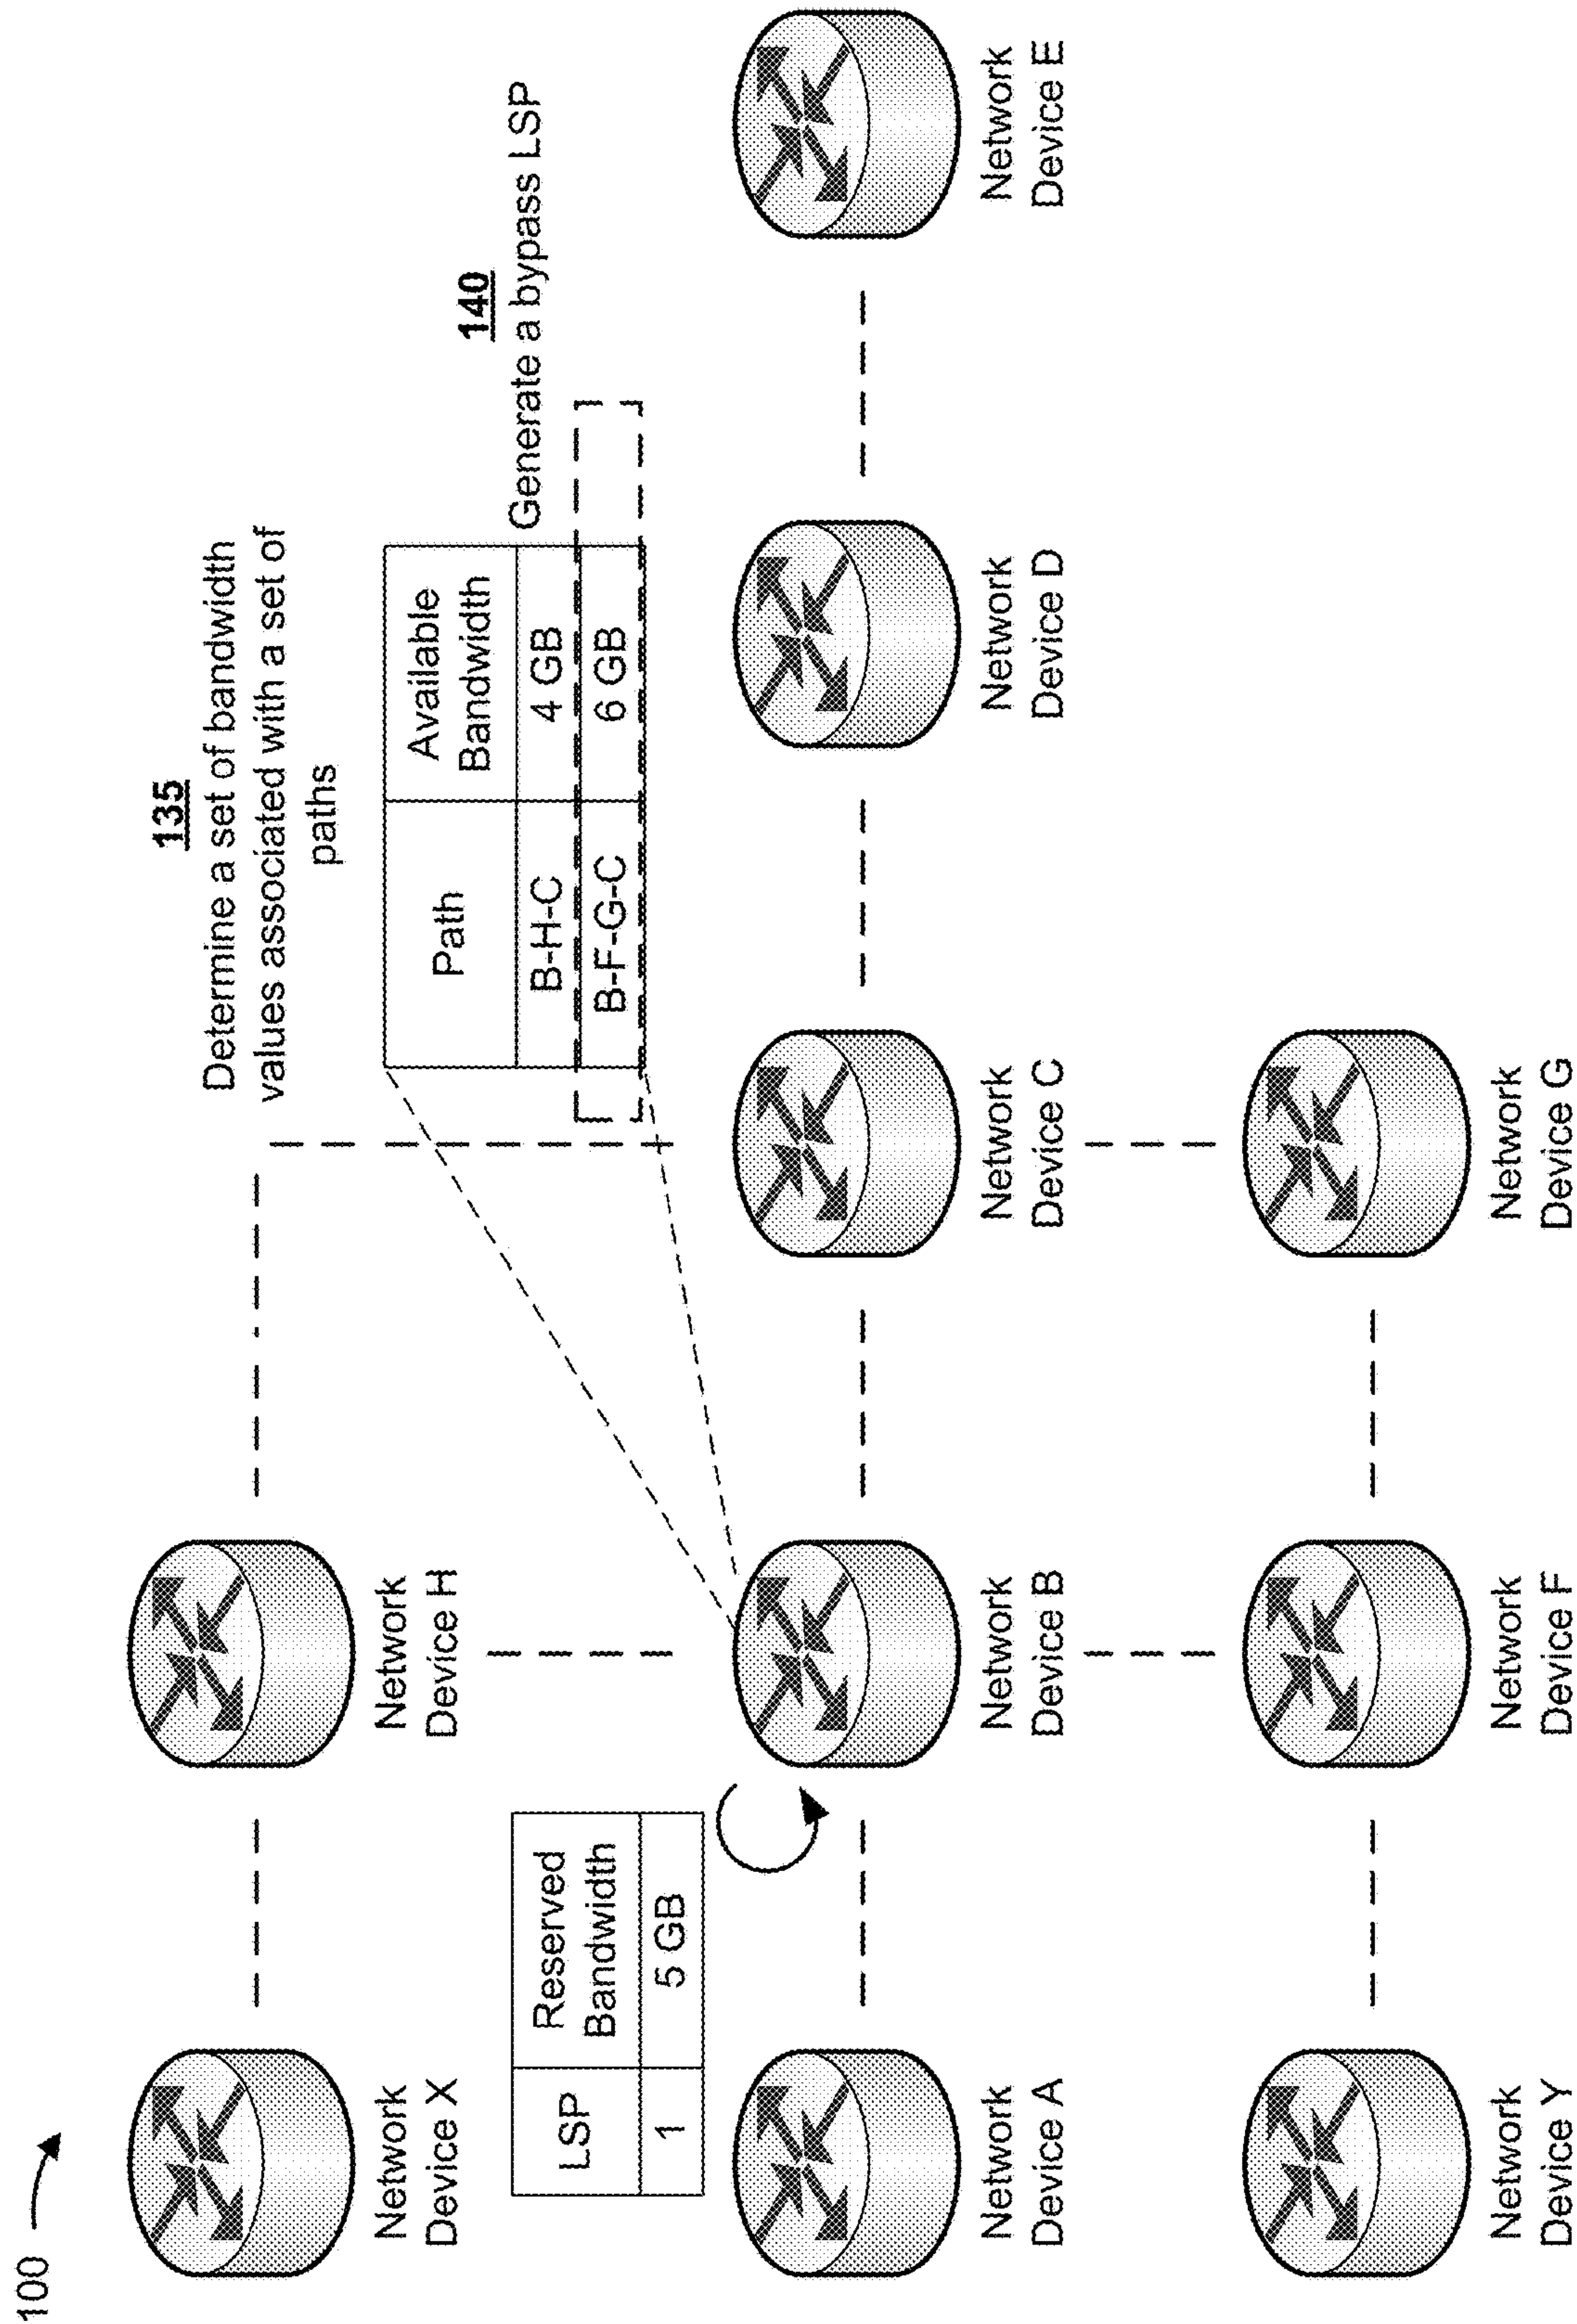 100
135
Determine a set of bandwidth
values associated with a set of
paths
140
Generate a bypass LSP
Path
Available
Bandwidth
B-H-C
4 GB
B-F-G-C
6 GB
LSP
Reserved
Bandwidth
1
5 GB
Network
Device X
Network
Device H
Network
Device A
Network
Device B
Network
Device C
Network
Device D
Network
Device E
Network
Device Y
Network
Device F
Network
Device G